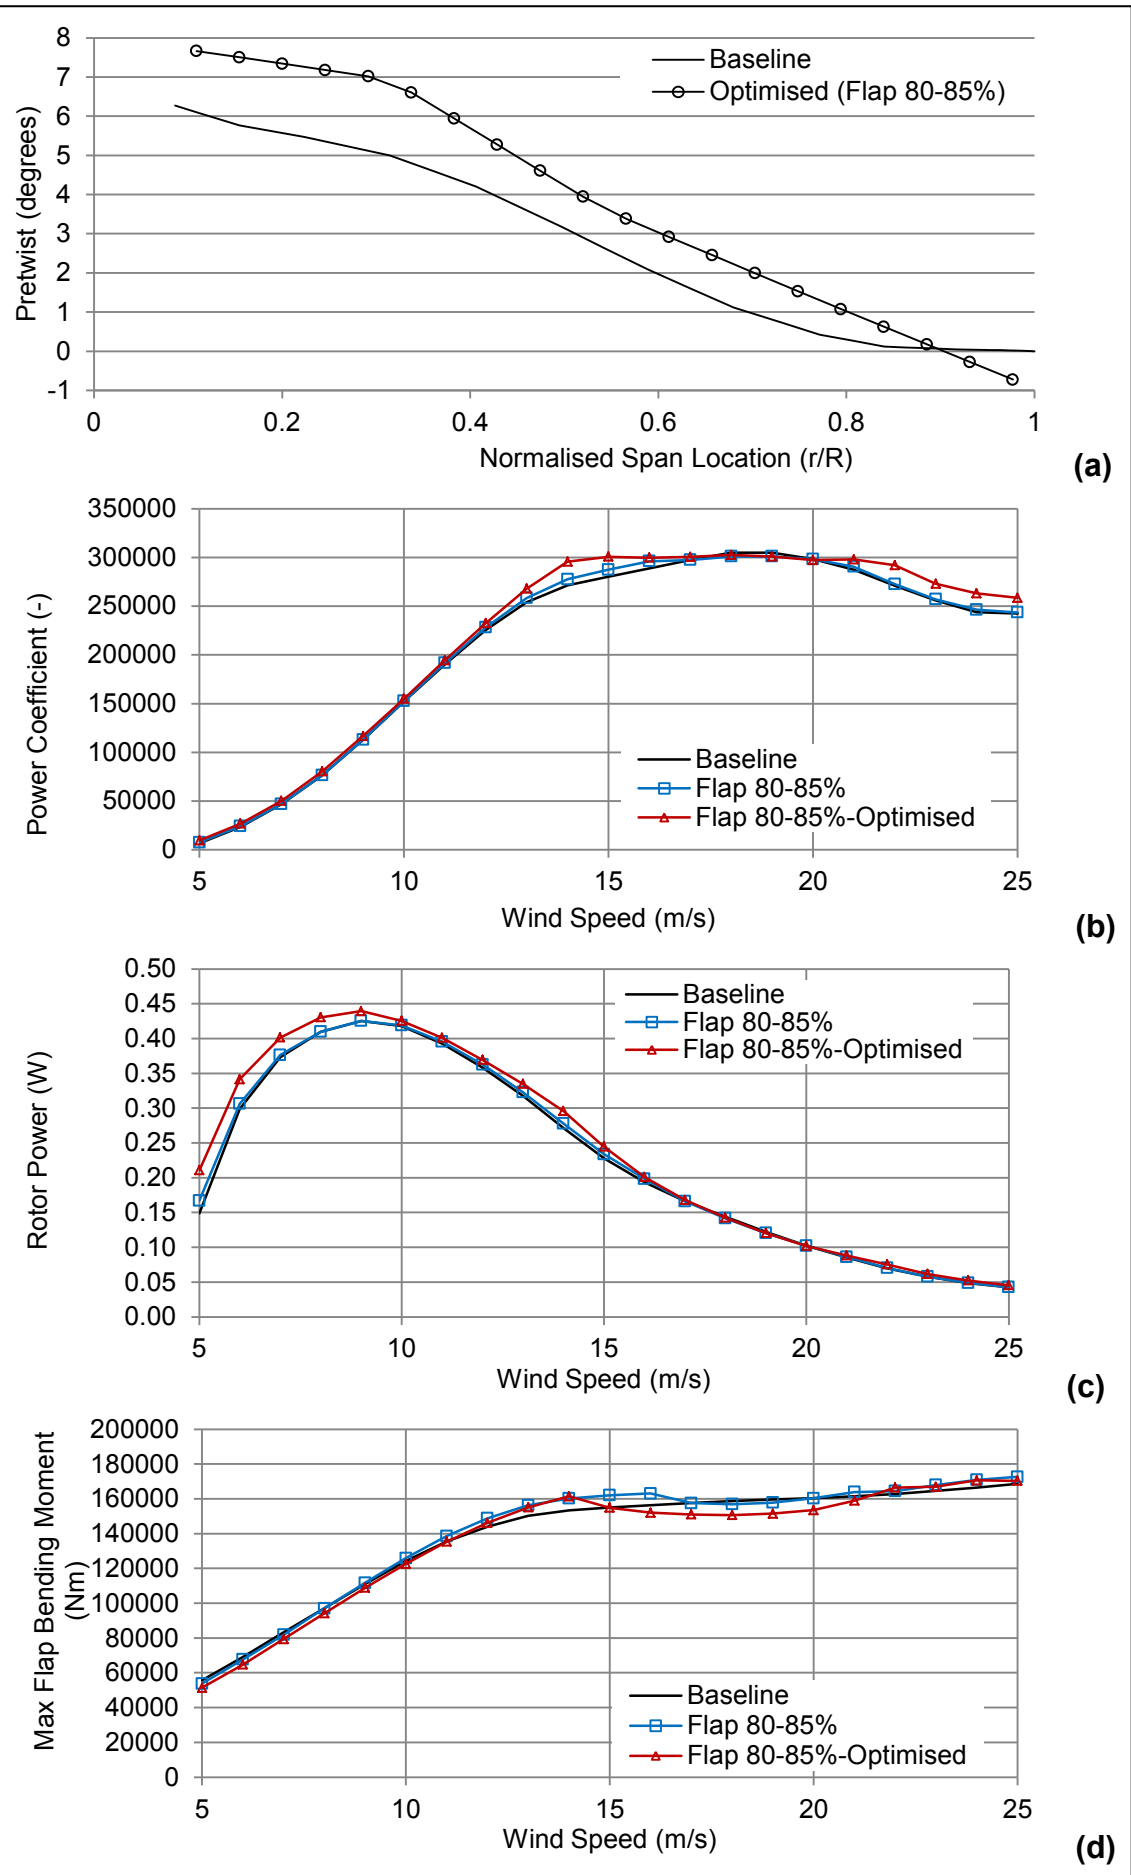 8
7
6
5
4
3
2
1
0
-1
Pretwist (degrees)
Baseline
Optimised (Flap 80-85%)
0 0.2 0.4 0.6 0.8 1
Normalised Span Location (r/R)
(a)
350000
300000
250000
200000
150000
100000
50000
0
Power Coefficient (-)
Baseline
Flap 80-85%
Flap 80-85%-Optimised
5 10 15 20 25
Wind Speed (m/s)
(b)
0.50
0.45
0.40
0.35
0.30
0.25
0.20
0.15
0.10
0.05
0.00
Rotor Power (W)
Baseline
Flap 80-85%
Flap 80-85%-Optimised
5 10 15 20 25
Wind Speed (m/s)
(c)
200000
180000
160000
140000
120000
100000
80000
60000
40000
20000
0
Max Flap Bending Moment
(Nm)
Baseline
Flap 80-85%
Flap 80-85%-Optimised
5 10 15 20 25
Wind Speed (m/s)
(d)